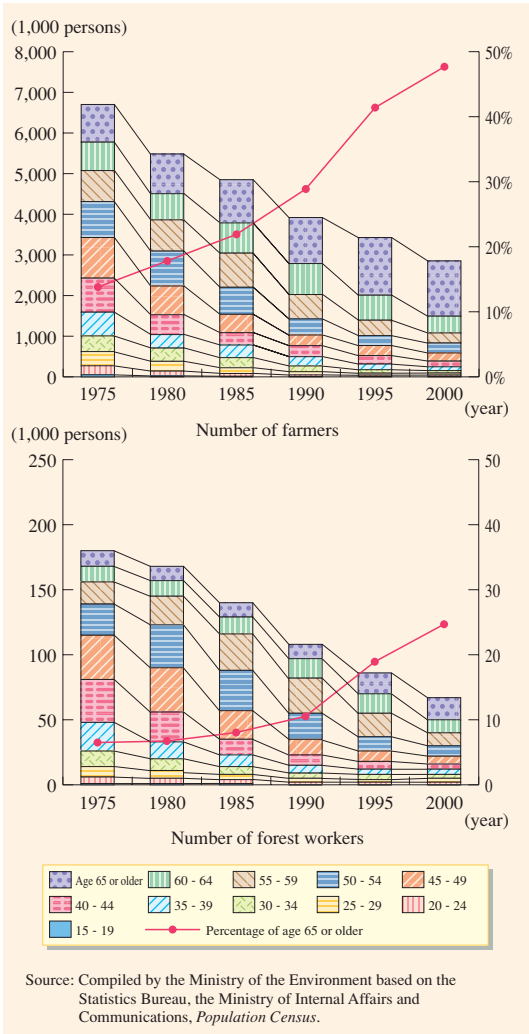 (1,000 persons)
8,000 50%
7,000
6,000 40%
5,000
30%
4,000
3,000 20%
2,000
10%
1,000
0 0%
1975 1980 1985 1990 1995 2000
(year)
Number of farmers
(1,000 persons)
250 50
200 40
150 30
100 20
50 10
0 0
1975 1980 1985 1990 1995 2000
(year)
Number of forest workers
Age 65 or older 60 - 64 55 - 59 50 - 54 45 - 49
40 - 44 35 - 39 30 - 34 25 - 29 20 - 24
15 - 19 Percentage of age 65 or older
Source: Compiled by the Ministry of the Environment based on the
Statistics Bureau, the Ministry of Internal Affairs and
Communications, Population Census.